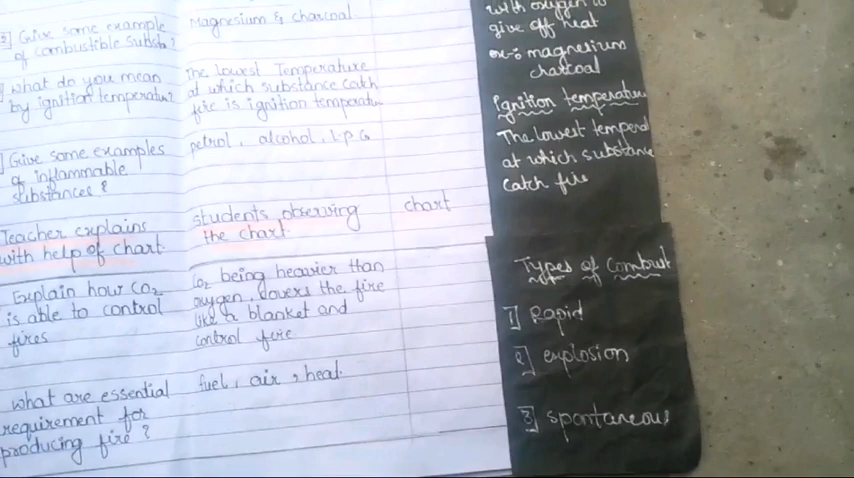 3] Give some example
of combustible substa?
Magnesium & charcoal
what do you mean
by ignition temperatur?
The lowest Temperature
at which substance catch
fire is ignition temperatu
] Give some examples
of inflammable
substances?
petrol, alcohol, L.P.G
Teacher explains
with help of chart.
students observing
the chart.
chart
Explain how CO2
is able to control
fires
CO2 being heavier than
oxygen, covers the fire
like a blanket and
control fire
what are essential
requirement for
producing fire?
fuel, air, heat.
with oxygen to
give off heat
ex-: magnesium
charcoal
Ignition temperatur
The lowest temperat
at which substance
catch fire
Types of Combust
1] Rapid
2] explosion
3] spontaneous